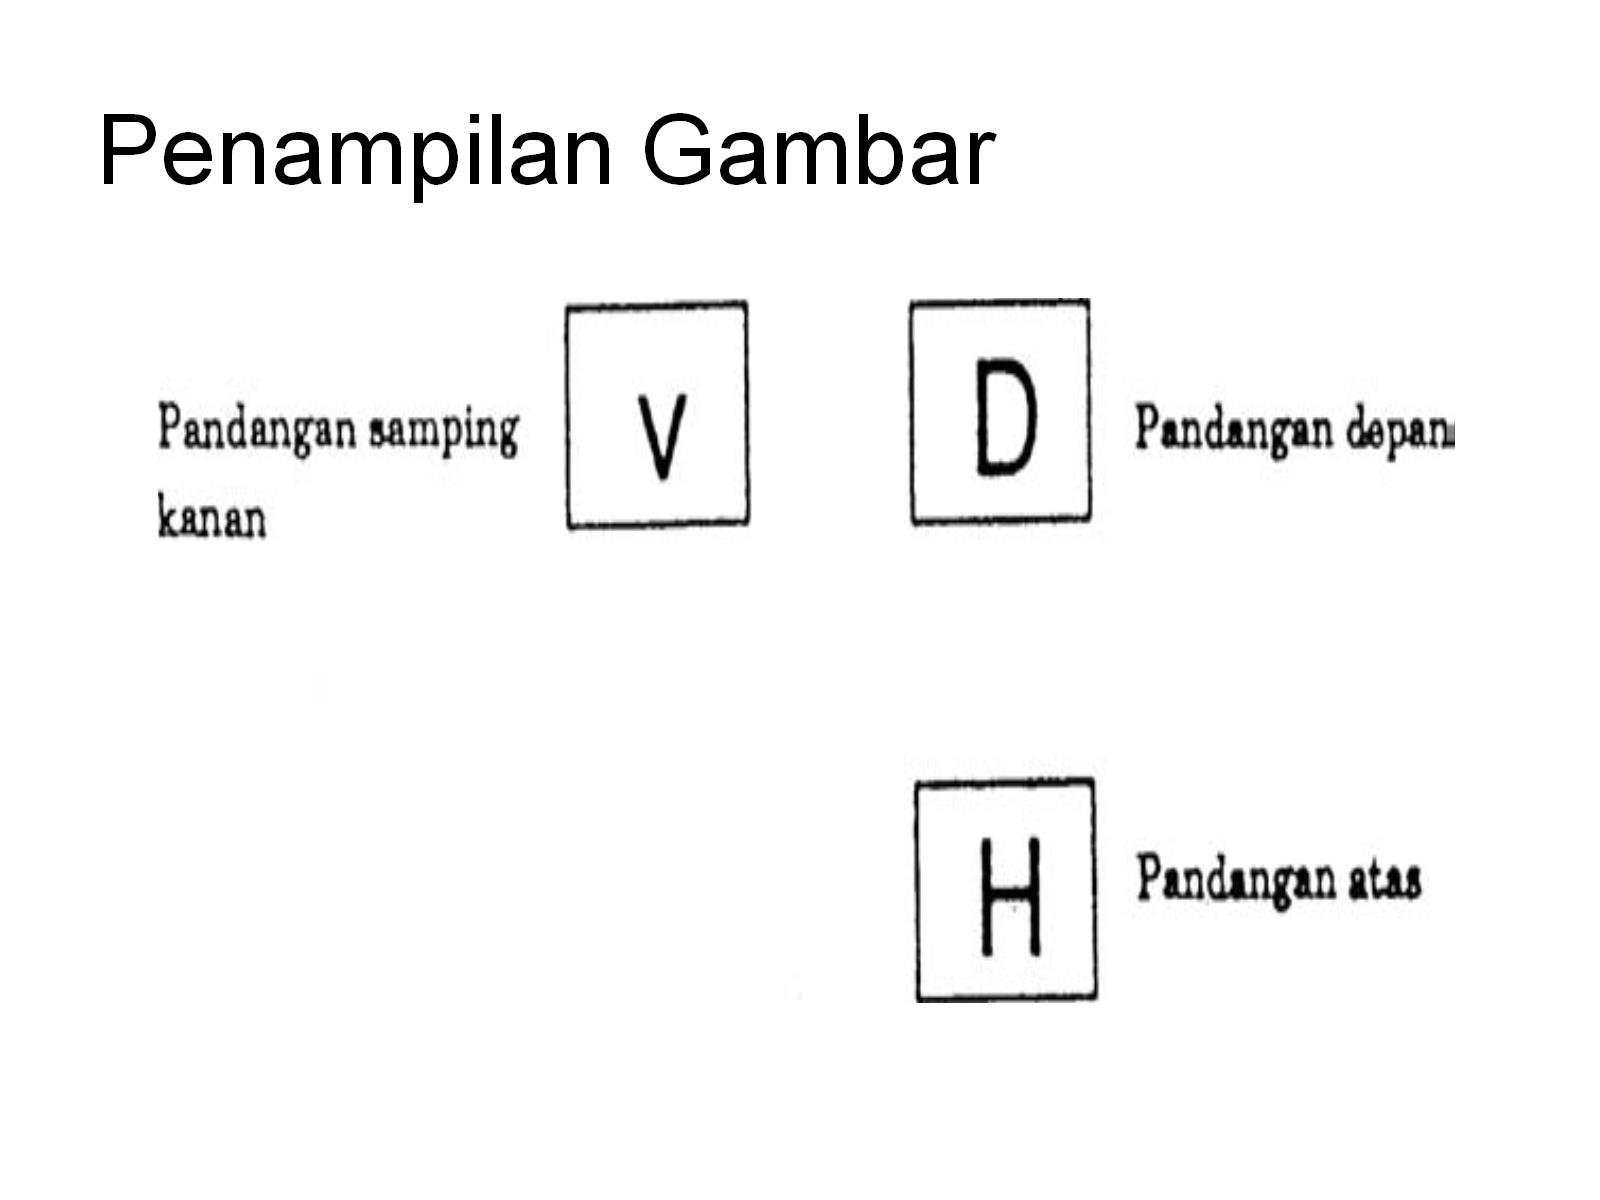 Penampilan Gambar
Pandangan samping
kanan
V
D
Pandangan depan
H
Pandangan atas